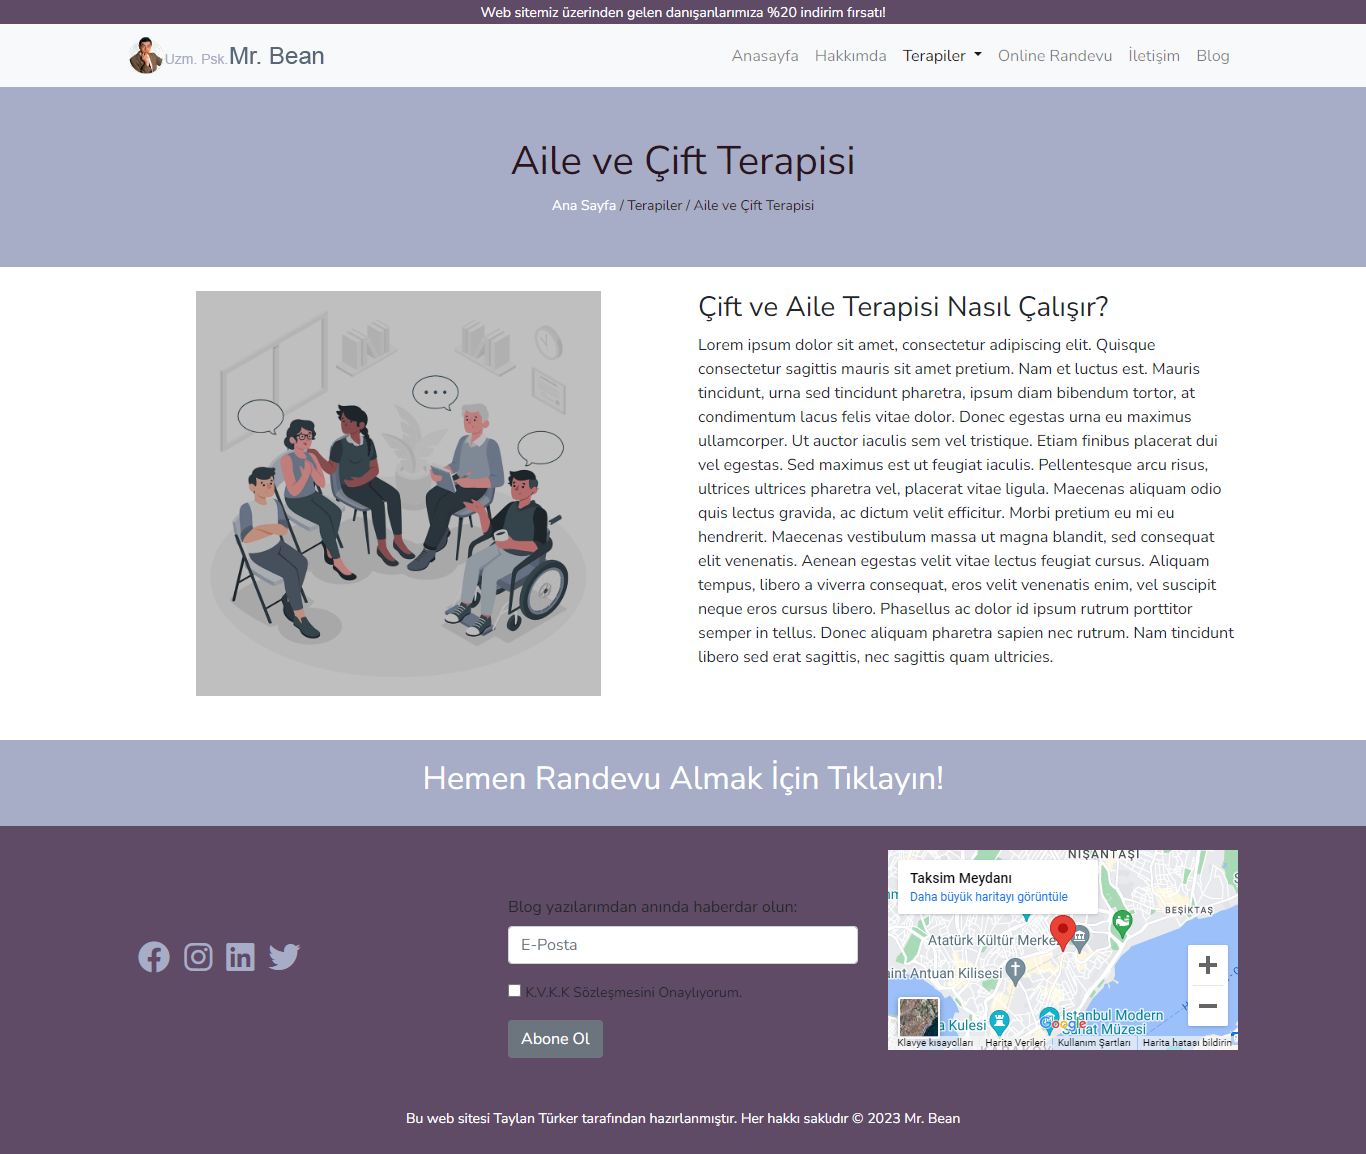 Web sitemiz üzerinden gelen danışanlarımıza %20 indirim fırsatı!
Uzm. Psk.Mr. Bean
Anasayfa Hakkımda Terapiler Online Randevu İletişim Blog
Aile ve Çift Terapisi
Ana Sayfa / Terapiler / Aile ve Çift Terapisi
Çift ve Aile Terapisi Nasıl Çalışır?
Lorem ipsum dolor sit amet, consectetur adipiscing elit. Quisque
consectetur sagittis mauris sit amet pretium. Nam et luctus est. Mauris
tincidunt, urna sed tincidunt pharetra, ipsum diam bibendum tortor, at
condimentum lacus felis vitae dolor. Donec egestas urna eu maximus
ullamcorper. Ut auctor iaculis sem vel tristique. Etiam finibus placerat dui
vel egestas. Sed maximus est ut feugiat iaculis. Pellentesque arcu risus,
ultrices ultrices pharetra vel, placerat vitae ligula. Maecenas aliquam odio
quis lectus gravida, ac dictum velit efficitur. Morbi pretium eu mi eu
hendrerit. Maecenas vestibulum massa ut magna blandit, sed consequat
elit venenatis. Aenean egestas velit vitae lectus feugiat cursus. Aliquam
tempus, libero a viverra consequat, eros velit venenatis enim, vel suscipit
neque eros cursus libero. Phasellus ac dolor id ipsum rutrum porttitor
semper in tellus. Donec aliquam pharetra sapien nec rutrum. Nam tincidunt
libero sed erat sagittis, nec sagittis quam ultricies.
Hemen Randevu Almak İçin Tıklayın!
Blog yazılarımdan anında haberdar olun:
E-Posta
K.V.K.K Sözleşmesini Onaylıyorum.
Abone Ol
NİŞANTAŞI
Taksim Meydanı
Daha büyük haritayı görüntüle
BEŞİKTAŞ
Atatürk Kültür Merke
int Antuan Kilisesi
a Kulesi
İstanbul Modern
Sanat Müzesi
Google
Klavye kısayolları Harita Verileri Kullanım Şartları Harita hatası bildirin
Bu web sitesi Taylan Türker tarafından hazırlanmıştır. Her hakkı saklıdır © 2023 Mr. Bean